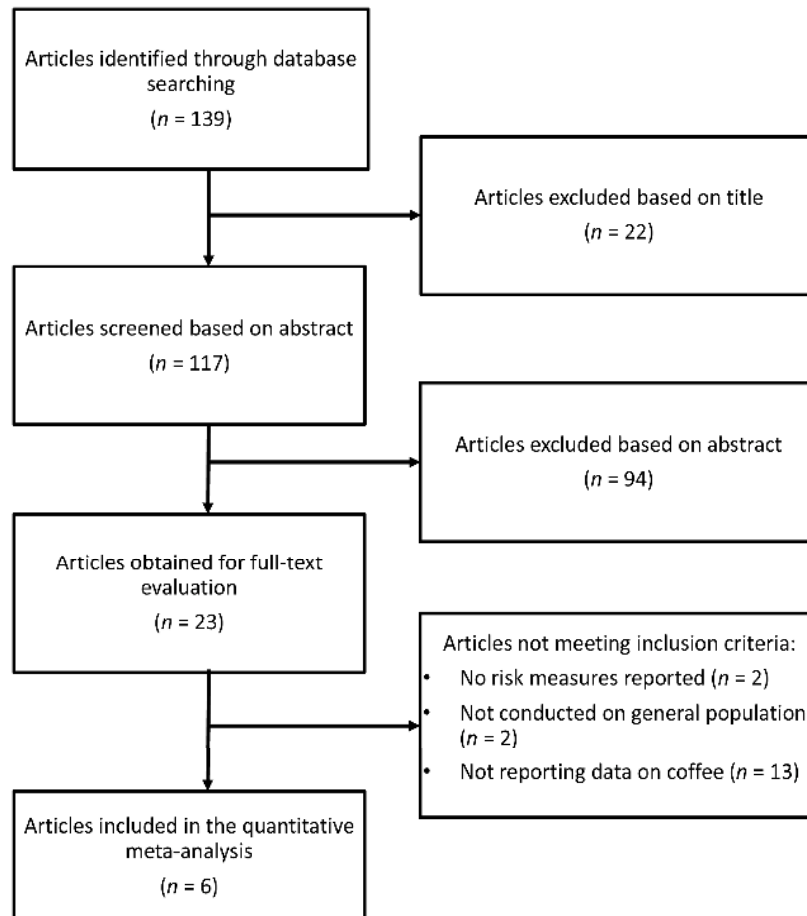 Articles identified through database
searching
(n = 139)
Articles excluded based on title
(n = 22)
Articles screened based on abstract
(n = 117)
Articles excluded based on abstract
(n = 94)
Articles obtained for full-text
evaluation
(n = 23)
Articles not meeting inclusion criteria:
• No risk measures reported (n = 2)
• Not conducted on general population
(n = 2)
• Not reporting data on coffee (n = 13)
Articles included in the quantitative
meta-analysis
(n = 6)